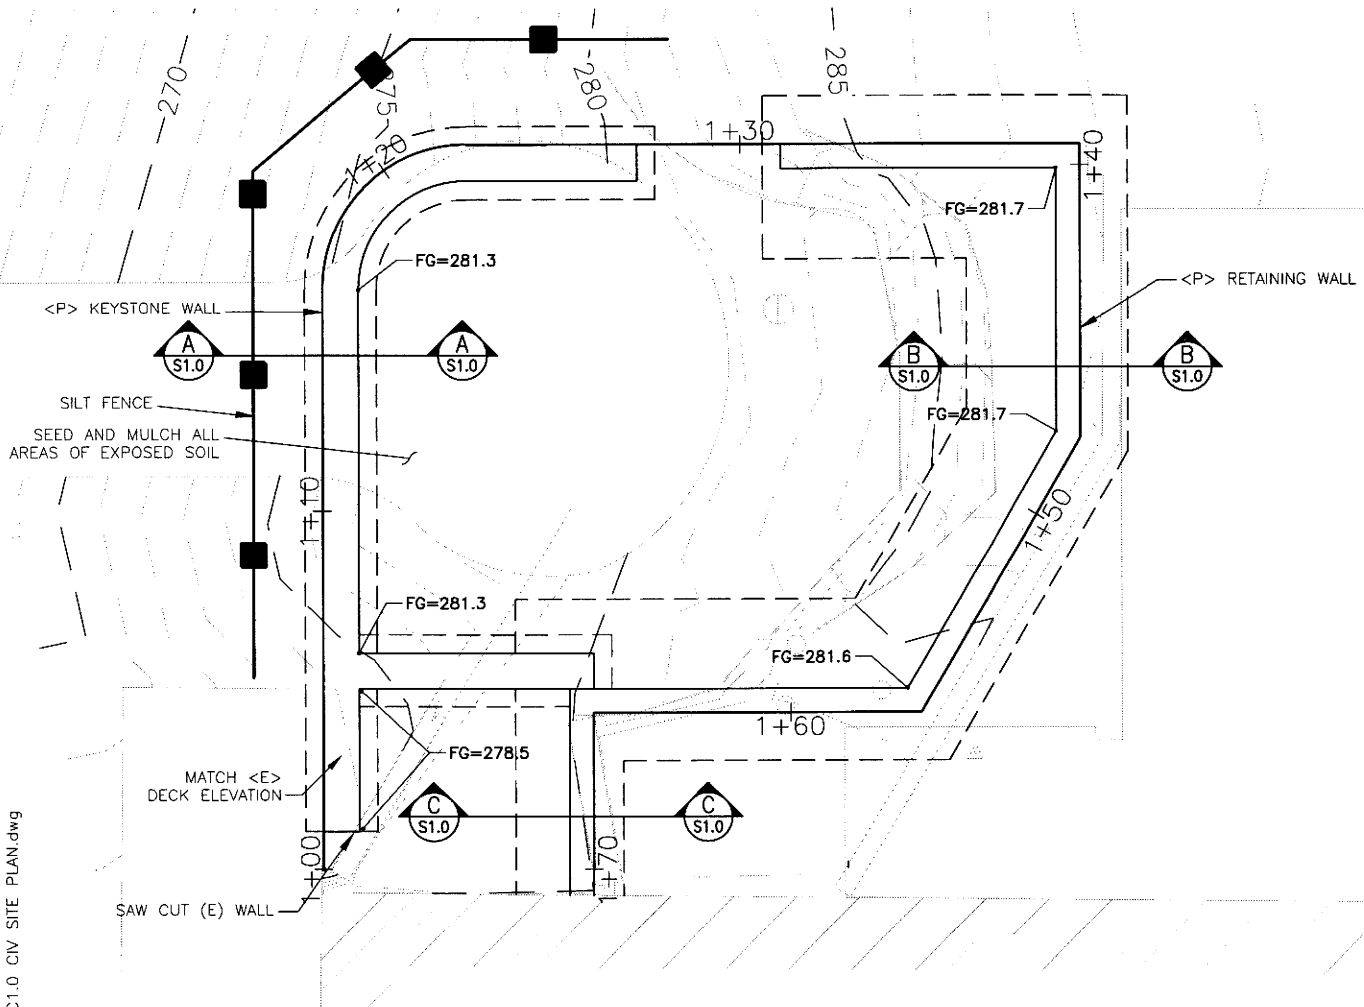 270
275
280
285
1+20
1+30
1+40
FG=281.7
FG=281.3
<P> RETAINING WALL
<P> KEYSTONE WALL
A
S1.0
A
S1.0
B
S1.0
B
S1.0
SILT FENCE
FG=281.7
SEED AND MULCH ALL
AREAS OF EXPOSED SOIL
1+10
1+50
FG=281.3
FG=281.6
1+60
FG=278.5
MATCH <E>
DECK ELEVATION
C
S1.0
C
S1.0
1+00
1+70
SAW CUT (E) WALL
C1.0 CIV SITE PLAN.dwg